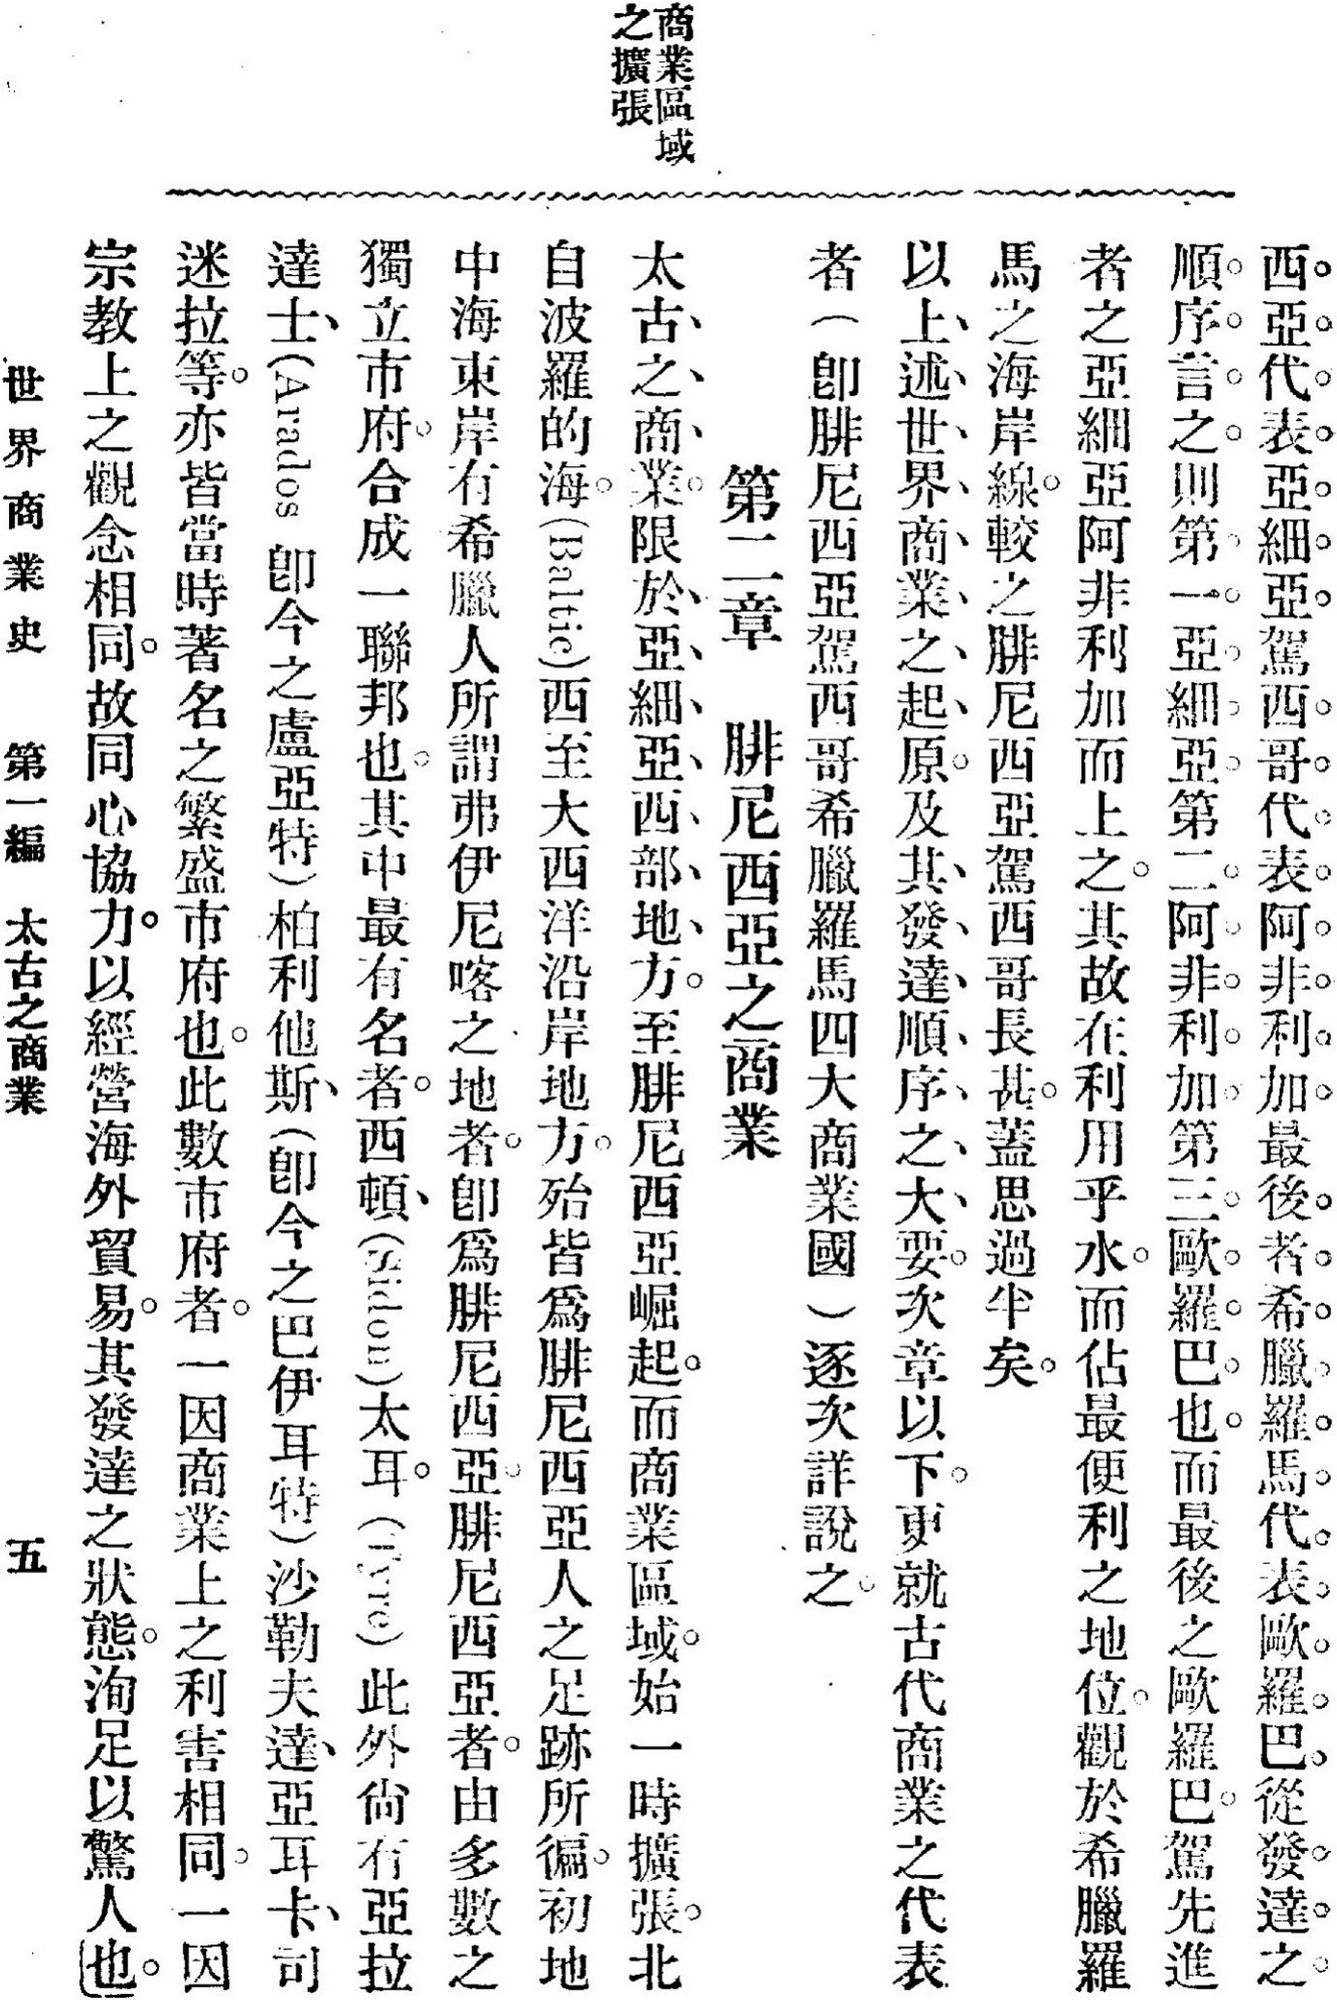 商業區域
之擴張
西亞代表亞細亞駕西哥代表阿非利加最後者希臘羅馬代表歐羅巴從發達之
順序言之則第一亞細亞第二阿非利加第三歐羅巴也而最後之歐羅巴駕先進
者之亞細亞阿非利加而上之。其故在利用乎水。而佔最便利之地位。觀於希臘羅
馬之海岸線。較之腓尼西亞駕西哥長甚。蓋思過半矣。
以上述世界商業之起原。及其發達順序之大要。次章以下。更就古代商業之代表
者(卽腓尼西亞駕西哥希臘羅馬四大商業國)逐次詳說之。
第二章 腓尼西亞之商業
太古之商業。限於亞細亞西部地方。至腓尼西亞崛起。而商業區域。始一時擴張。北
自波羅的海。(Baltic)西至大西洋沿岸地方。殆皆爲腓尼西亞人之足跡所徧。初地
中海東岸有希臘人所謂弗伊尼喀之地者。卽爲腓尼西亞。腓尼西亞者。由多數之
獨立市府。合成一聯邦也。其中最有名者。西頓、(Sidon)太耳。(Tyre)此外尙有亞拉
達士、(Arados 卽今之盧亞特)柏利他斯、(卽今之巴伊耳特)沙勒夫達、亞耳卡、司
迷拉等。亦皆當時著名之繁盛市府也。此數市府者。一因商業上之利害相同。一因
宗教上之觀念相同。故同心協力。以經營海外貿易。其發達之狀態。洵足以驚人也。
世界商業史 第一編 太古之商業 五